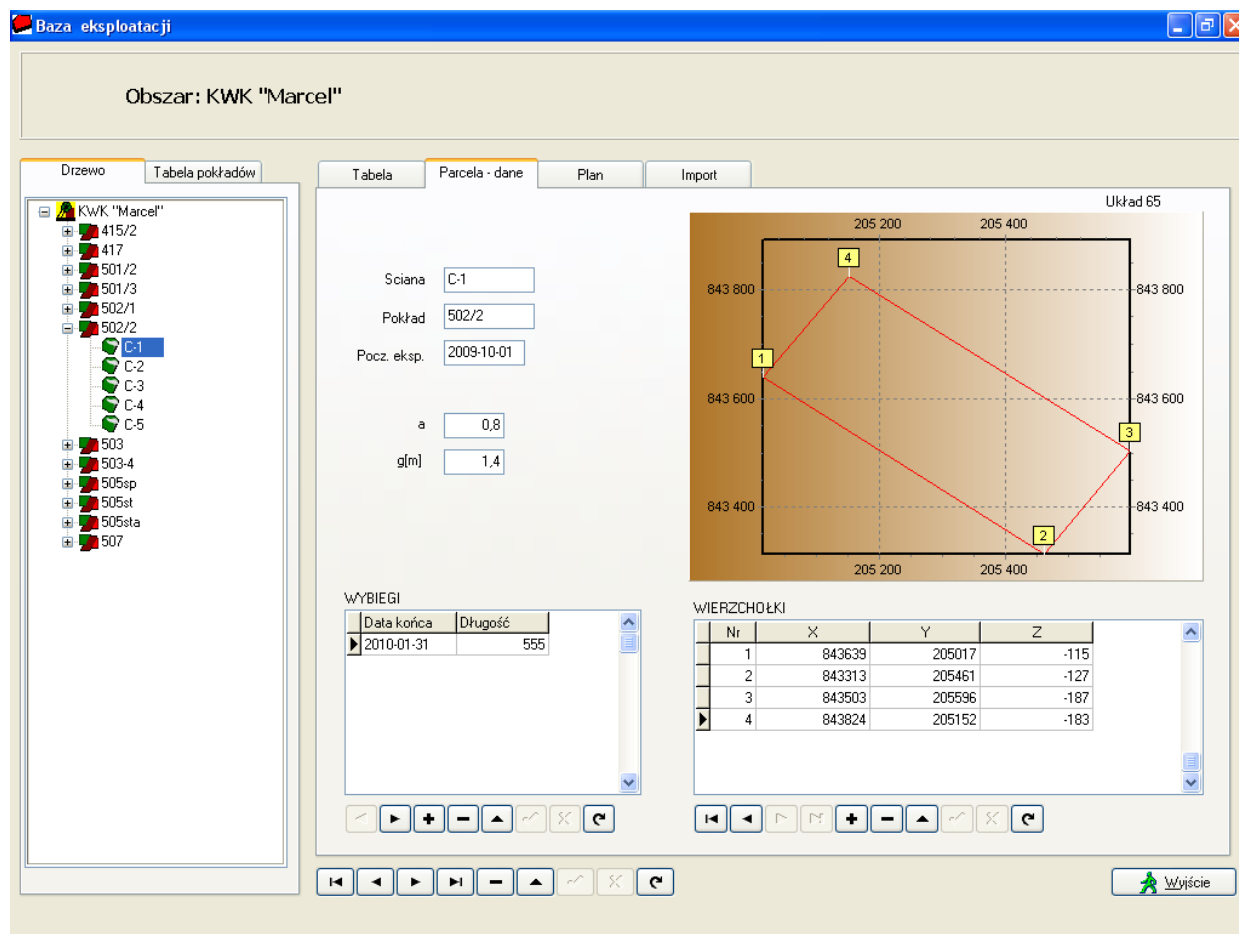 Baza eksploatacji
Obszar: KWK "Marcel"
Drzewo
Tabela pokładów
KWK "Marcel"
415/2
417
501/2
501/3
502/1
502/2
C-1
C-2
C-3
C-4
C-5
503
503-4
505sp
505st
505sta
507
Tabela
Parcela - dane
Plan
Import
Sciana C-1
Pokład 502/2
Pocz. eksp. 2009-10-01
a 0,8
g[m] 1,4
Układ 65
205 200 205 400
4
843 800 843 800
1
843 600 843 600
3
843 400 843 400
2
205 200 205 400
WYBIEGI
Data końca Długość
2010-01-31 555
WIERZCHOŁKI
Nr X Y Z
1 843639 205017 -115
2 843313 205461 -127
3 843503 205596 -187
4 843824 205152 -183
Wyjście